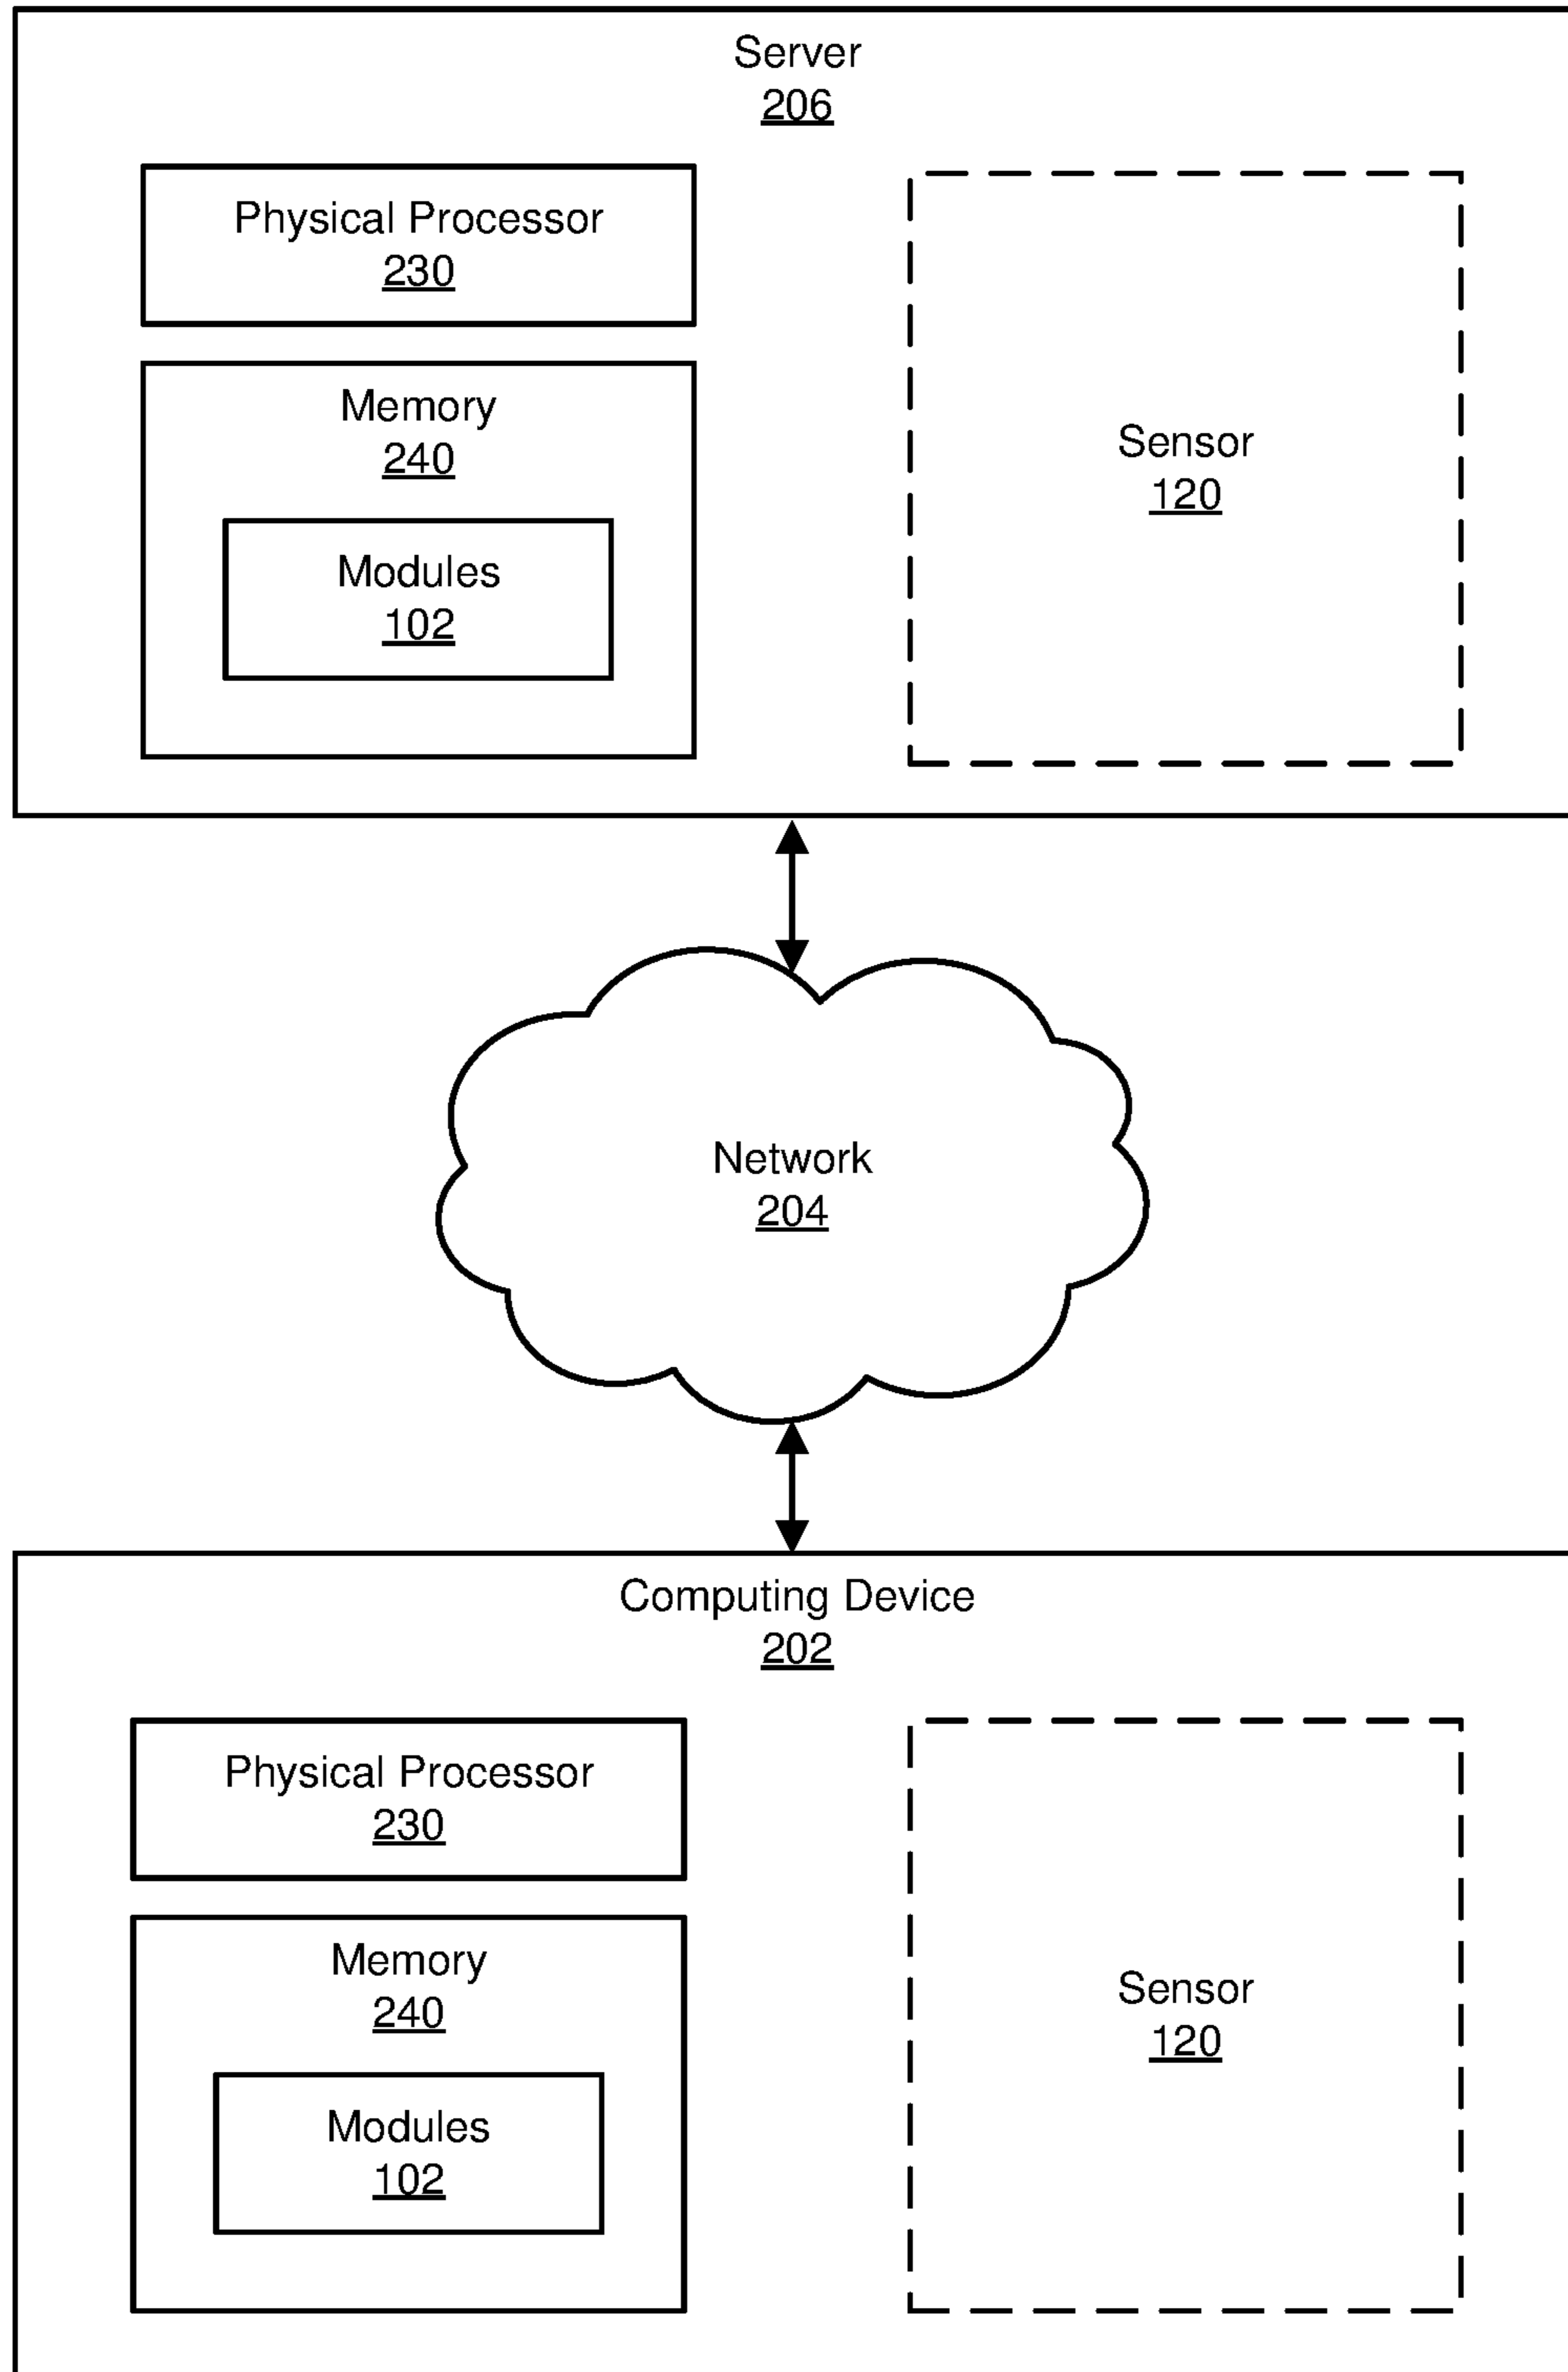 Server
206
Physical Processor
230
Memory
240
Modules
102
Sensor
120
Network
204
Computing Device
202
Physical Processor
230
Memory
240
Modules
102
Sensor
120